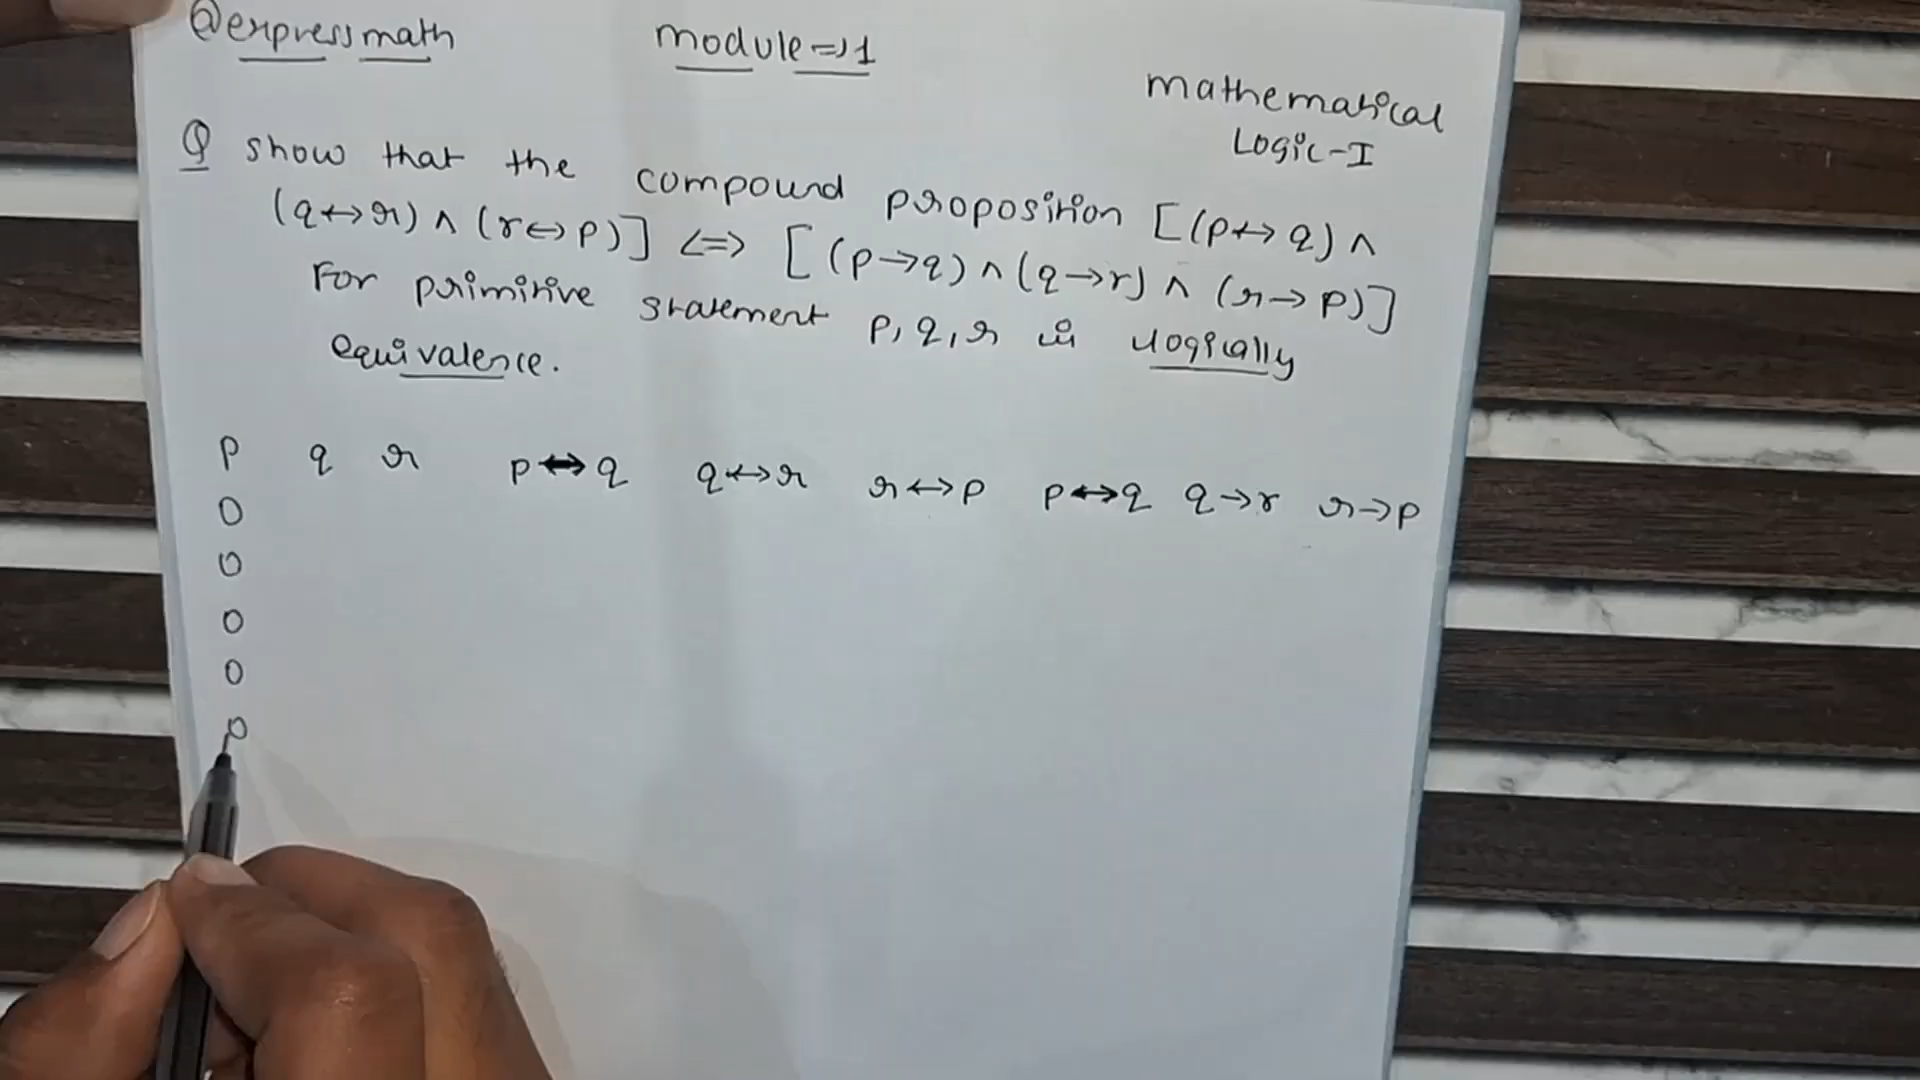 @expressmath module=>1
Mathematical
Logic-I
Q show that the compound proposition [(p↔q)∧
(q↔r)∧(r↔p)] <=> [(p→q)∧(q→r)∧(r→p)]
For primitive statement p,q,r is logically
equivalence.
p q r p↔q q↔r r↔p p↔q q→r r→p
0
0
0
0
0